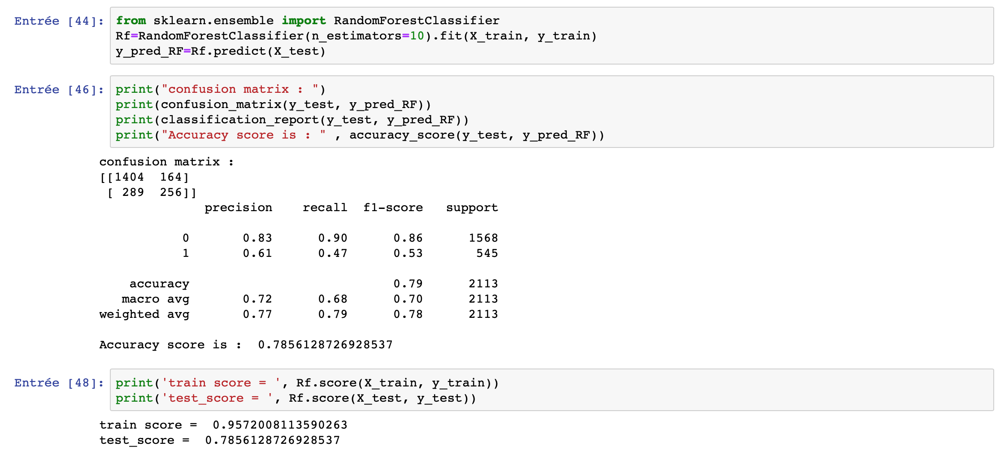 Entrée [44]: from sklearn.ensemble import RandomForestClassifier
Rf=RandomForestClassifier(n_estimators=10).fit(X_train, y_train)
y_pred_RF=Rf.predict(X_test)
Entrée [46]: print("confusion matrix : ")
print(confusion_matrix(y_test, y_pred_RF))
print(classification_report(y_test, y_pred_RF))
print("Accuracy score is : " , accuracy_score(y_test, y_pred_RF))
confusion matrix :
[[1404  164]
 [ 289  256]]
              precision    recall  f1-score   support
           0       0.83      0.90      0.86      1568
           1       0.61      0.47      0.53       545
    accuracy                           0.79      2113
   macro avg       0.72      0.68      0.70      2113
weighted avg       0.77      0.79      0.78      2113
Accuracy score is :  0.7856128726928537
Entrée [48]: print('train score = ', Rf.score(X_train, y_train))
print('test_score = ', Rf.score(X_test, y_test))
train score =  0.9572008113590263
test_score =  0.7856128726928537